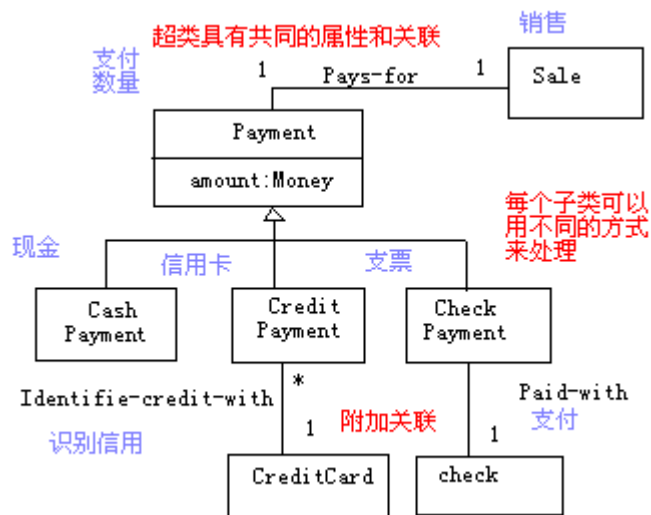 超类具有共同的属性和关联
销售
支付
数量
1
Pays-for
1
Sale
Payment
amount:Money
每个子类可以
用不同的方式
来处理
现金
信用卡
支票
Cash
Payment
Credit
Payment
Check
Payment
*
Identifie-credit-with
Paid-with
识别信用
1
附加关联
支付
1
CreditCard
check